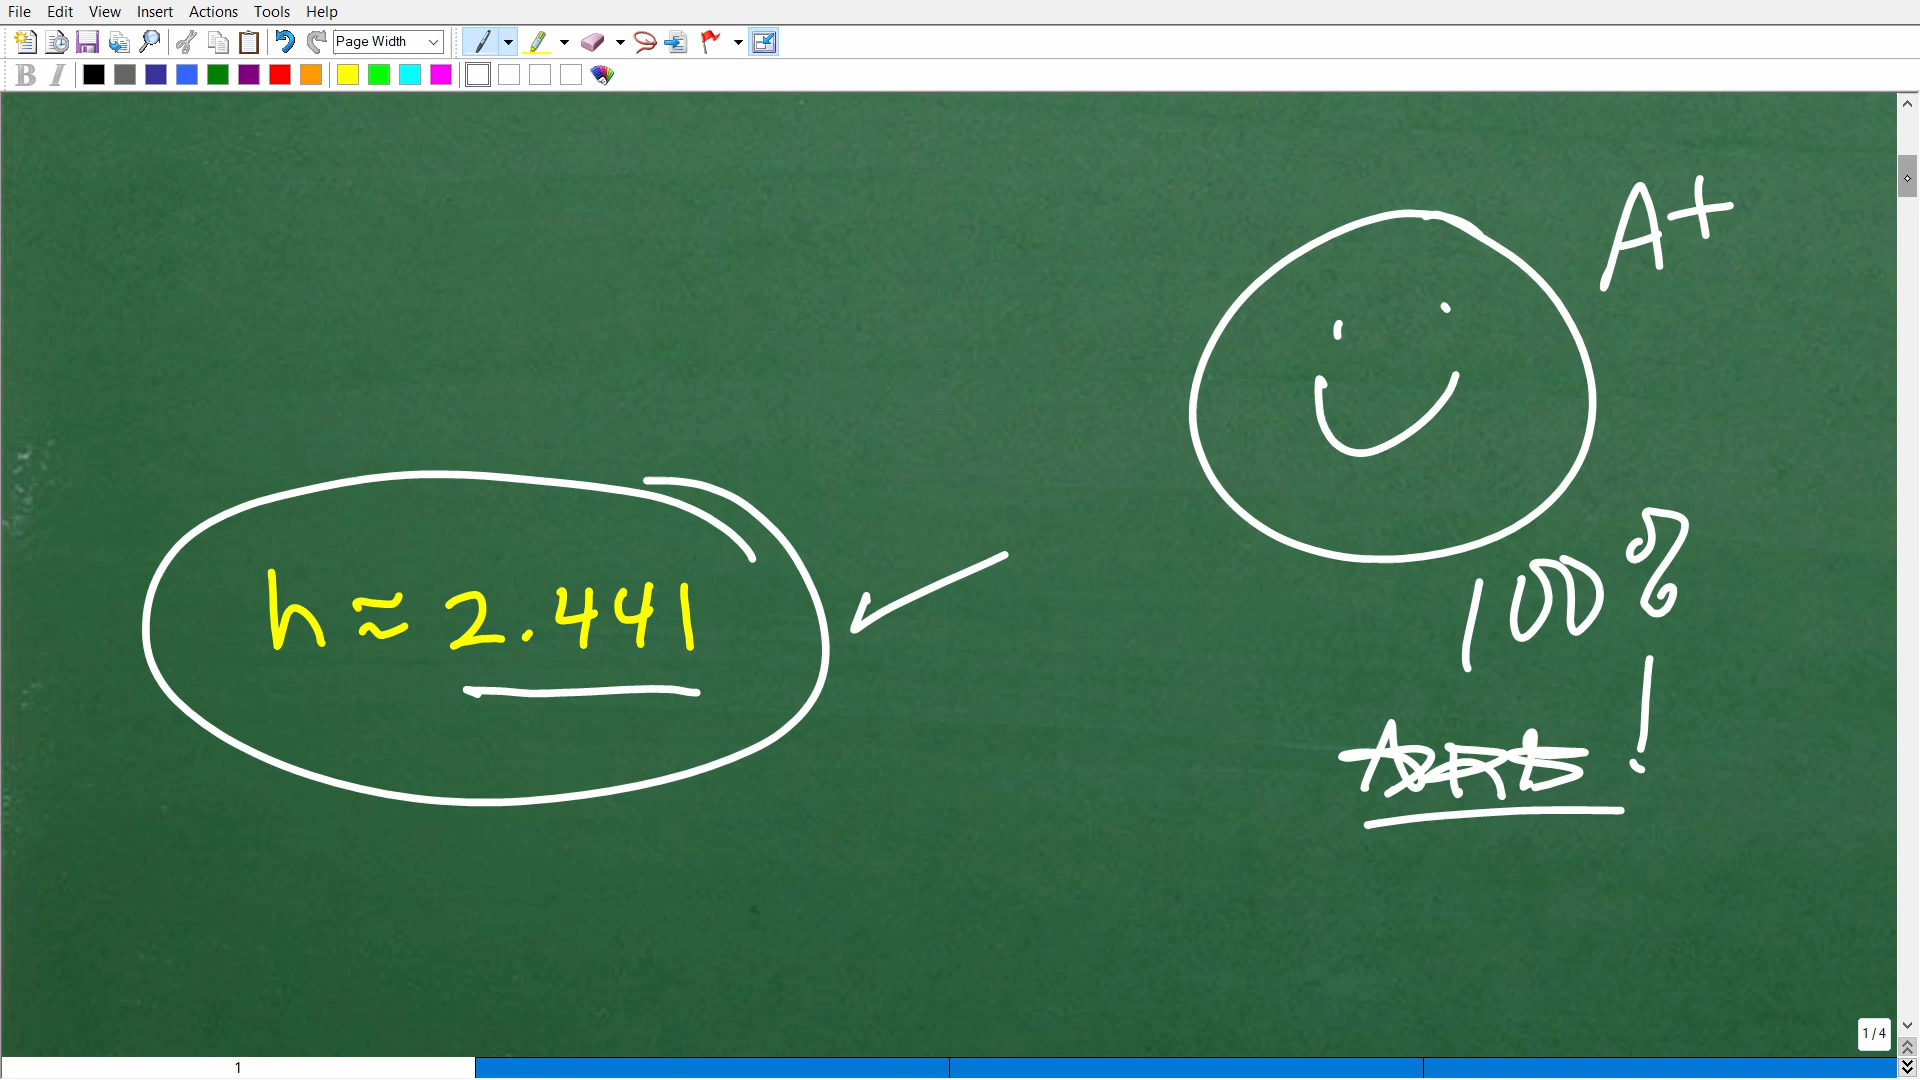 File Edit View Insert Actions Tools Help
Page Width
B I
A+
h ≈ 2.441
100%
!
1 / 4
1